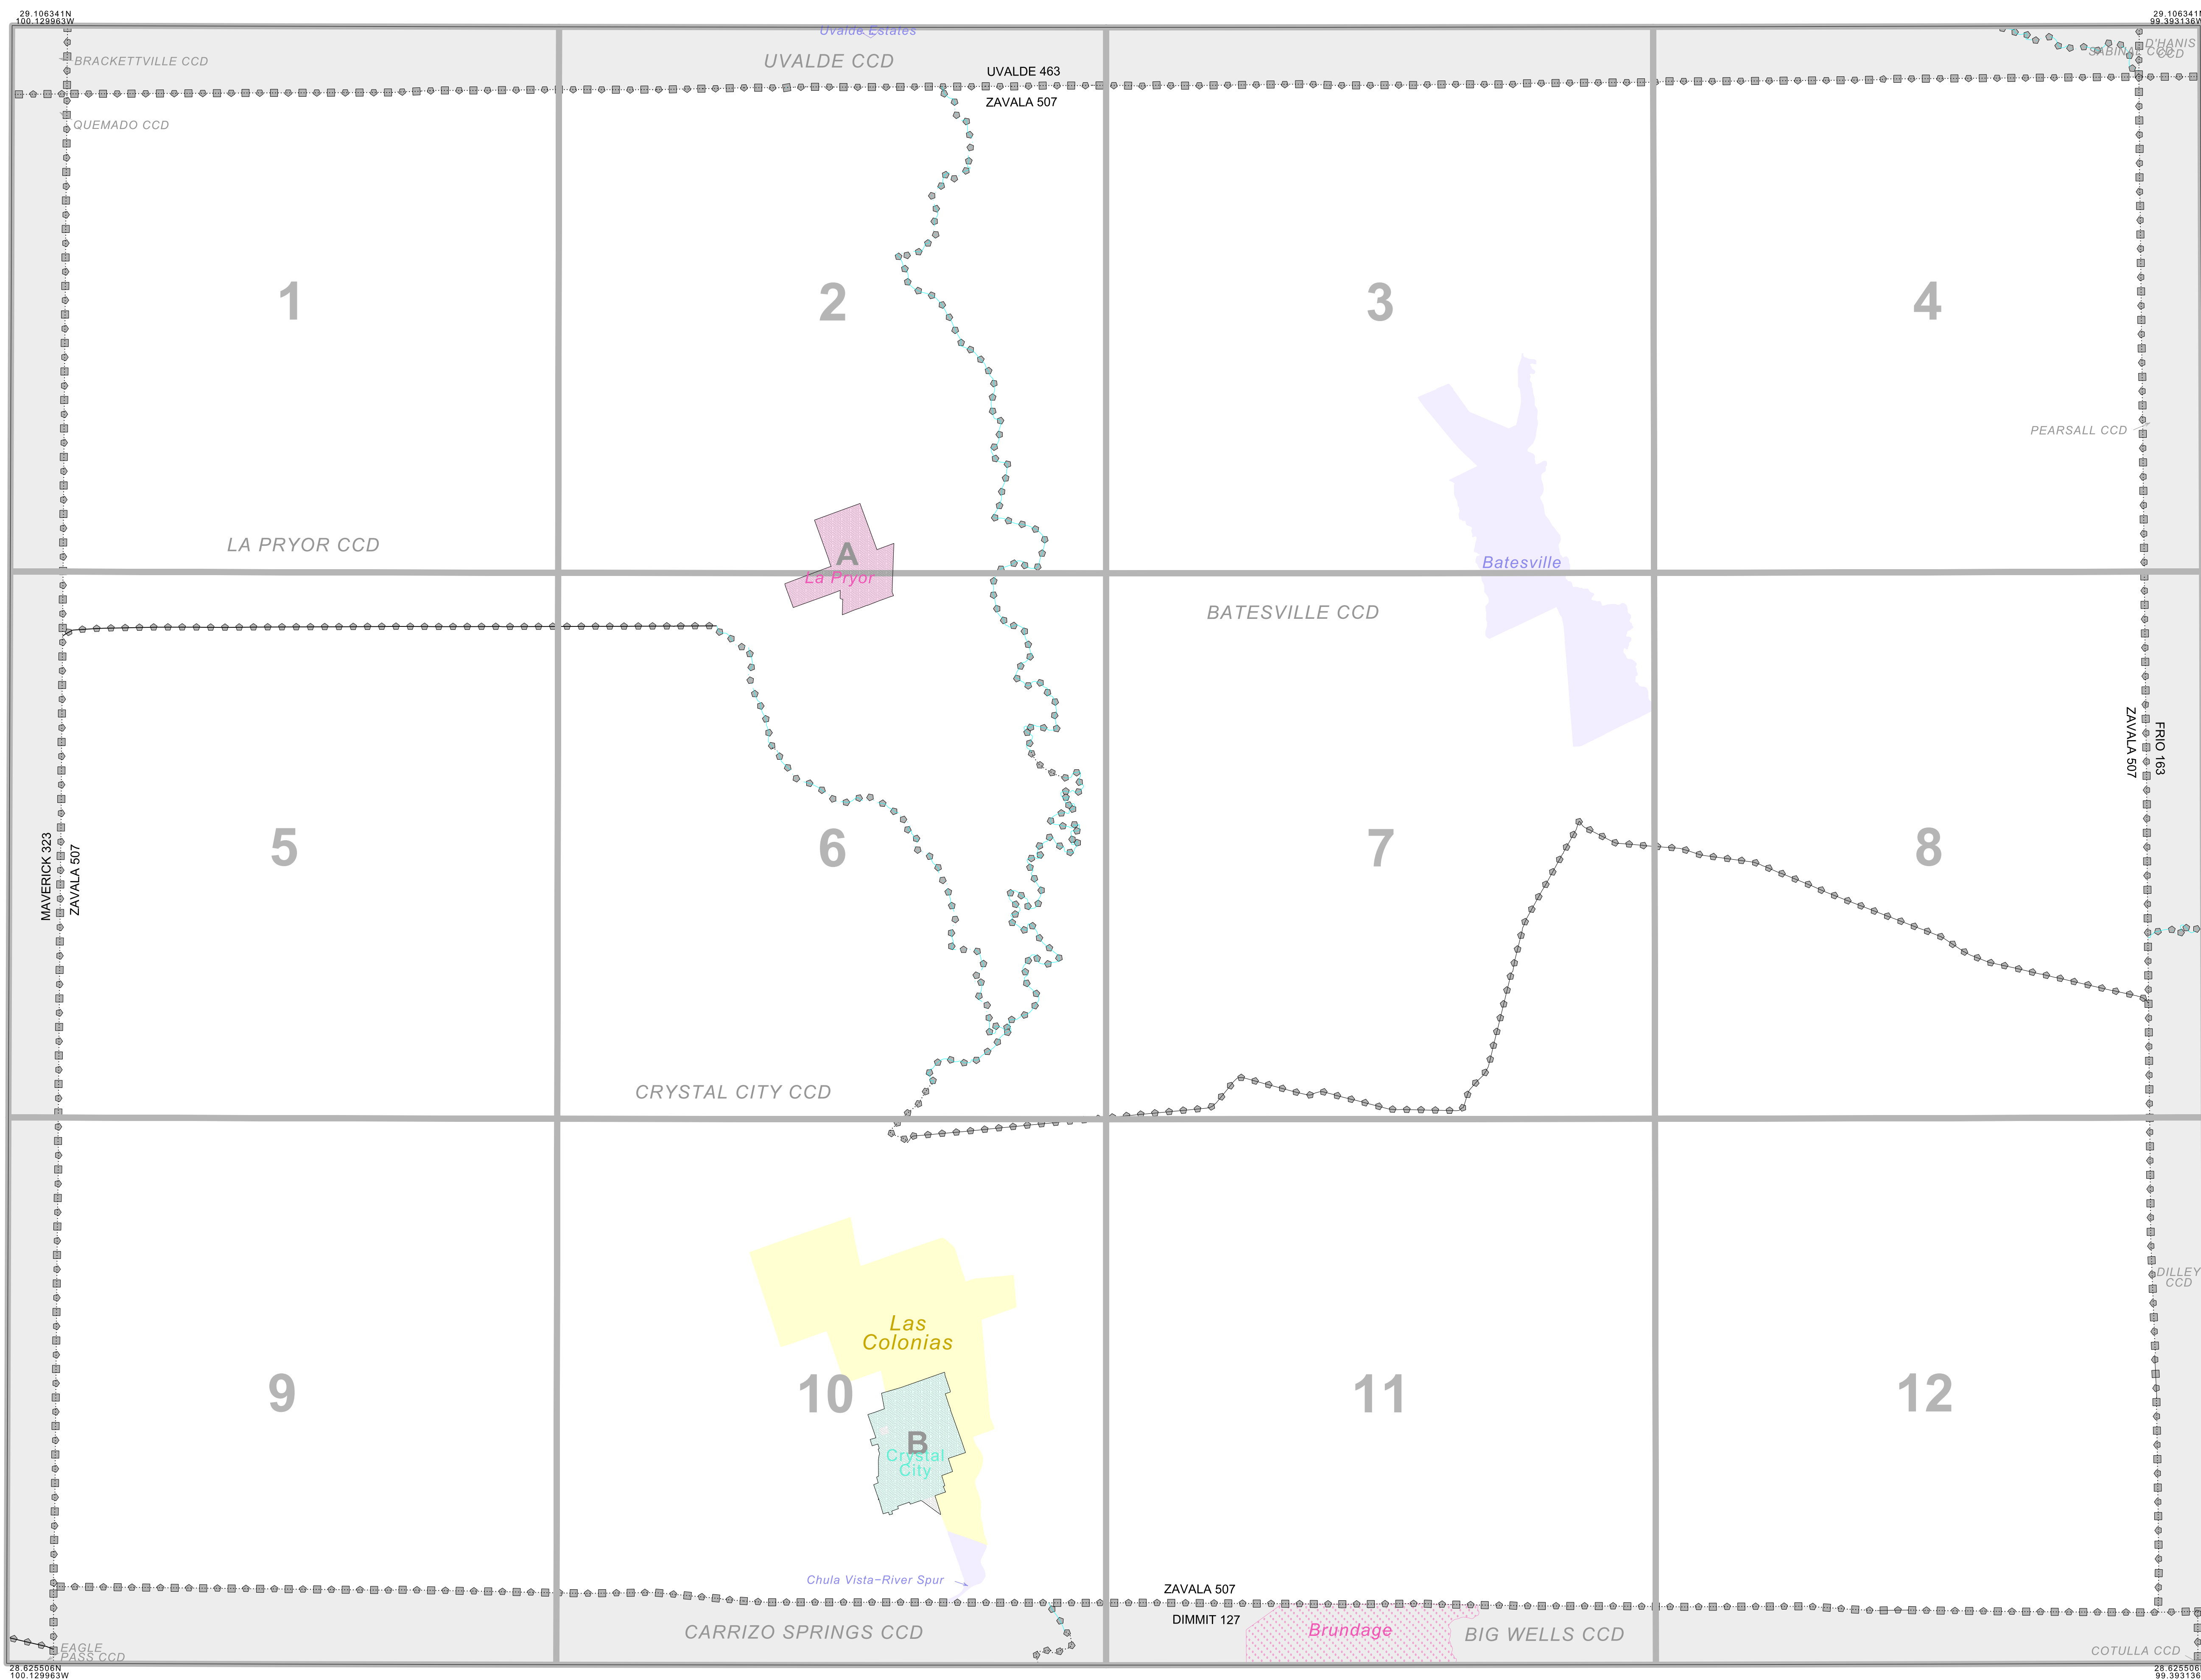 29.106341N
100.129963W
29.106341N
99.393136W
Uvalde Estates
BRACKETTVILLE CCD
UVALDE CCD
UVALDE 463
ZAVALA 507
D'HANIS
CCD
SABINAL CCD
QUEMADO CCD
1
2
3
4
PEARSALL CCD
LA PRYOR CCD
A
La Pryor
Batesville
BATESVILLE CCD
ZAVALA 507
FRIO 163
MAVERICK 323
ZAVALA 507
5
6
7
8
CRYSTAL CITY CCD
DILLEY
CCD
Las
Colonias
9
10
11
12
B
Crystal
City
Chula Vista−River Spur
ZAVALA 507
DIMMIT 127
CARRIZO SPRINGS CCD
Brundage
BIG WELLS CCD
EAGLE
PASS CCD
COTULLA CCD
28.625506N
100.129963W
28.625506N
99.393136W